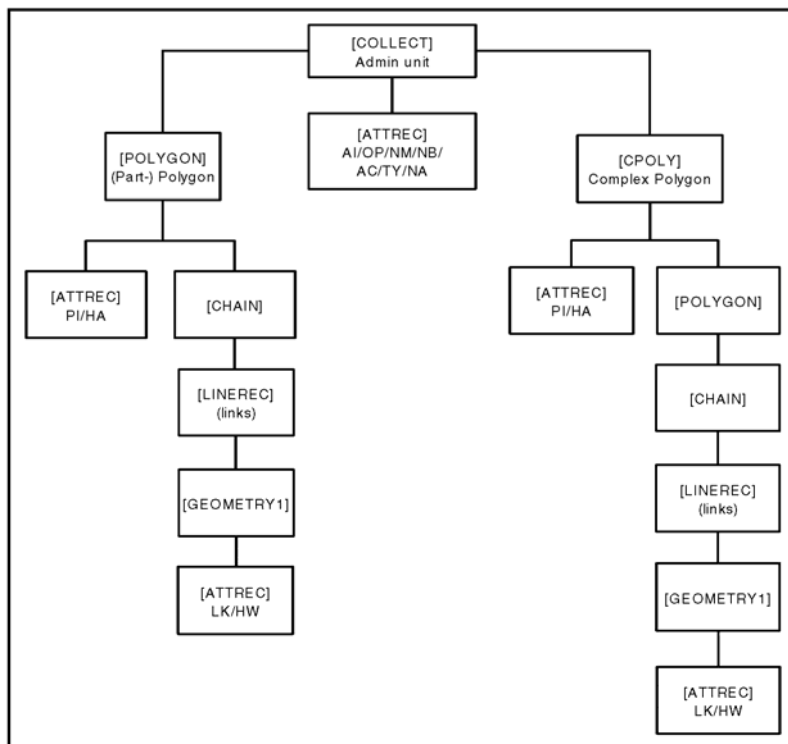 [COLLECT]
Admin unit
[ATTREC]
AI/OP/NM/NB/
AC/TY/NA
[POLYGON]
(Part-) Polygon
[CPOLY]
Complex Polygon
[ATTREC]
PI/HA
[CHAIN]
[ATTREC]
PI/HA
[POLYGON]
[LINEREC]
(links)
[CHAIN]
[GEOMETRY1]
[LINEREC]
(links)
[ATTREC]
LK/HW
[GEOMETRY1]
[ATTREC]
LK/HW